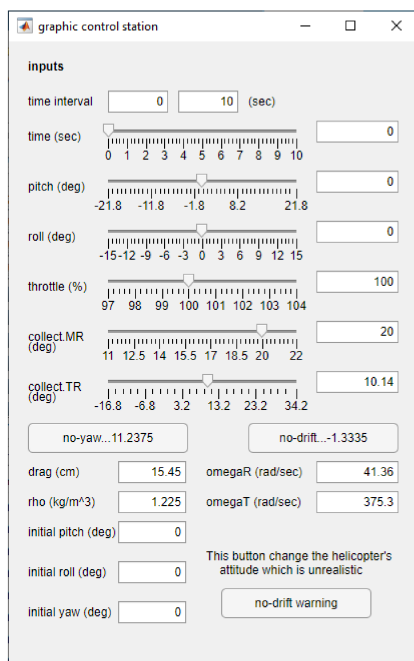 graphic control station
inputs
time interval 0 10 (sec)
time (sec) 0
0 1 2 3 4 5 6 7 8 9 10
pitch (deg) 0
-21.8 -11.8 -1.8 8.2 21.8
roll (deg) 0
-15 -12 -9 -6 -3 0 3 6 9 12 15
throttle (%) 100
97 98 99 100 101 102 103 104
collect.MR 20
(deg)
11 12.5 14 15.5 17 18.5 20 22
collect.TR 10.14
(deg)
-16.8 -6.8 3.2 13.2 23.2 34.2
no-yaw...11.2375 no-drift...-1.3335
drag (cm) 15.45 omegaR (rad/sec) 41.36
rho (kg/m^3) 1.225 omegaT (rad/sec) 375.3
initial pitch (deg) 0
This button change the helicopter's
initial roll (deg) 0 attitude which is unrealistic
initial yaw (deg) 0 no-drift warning